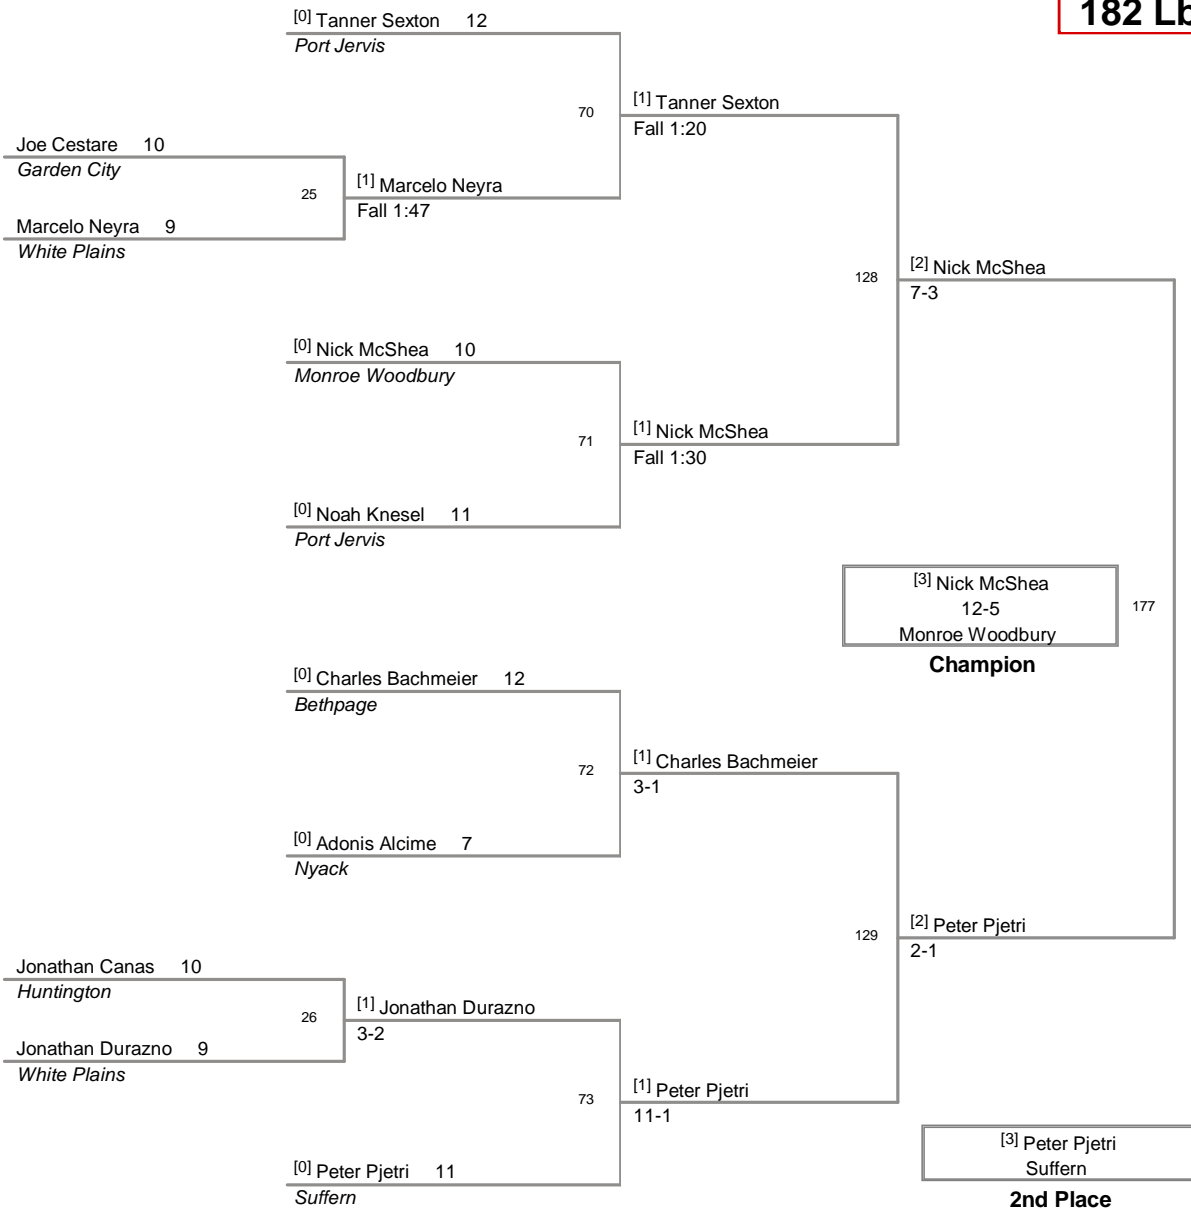 182 Lb
[0] Tanner Sexton 12
Port Jervis
70
[1] Tanner Sexton
Fall 1:20
Joe Cestare 10
Garden City
25
[1] Marcelo Neyra
Fall 1:47
Marcelo Neyra 9
White Plains
128
[2] Nick McShea
7-3
[0] Nick McShea 10
Monroe Woodbury
71
[1] Nick McShea
Fall 1:30
[0] Noah Knesel 11
Port Jervis
[3] Nick McShea
12-5
Monroe Woodbury
177
Champion
[0] Charles Bachmeier 12
Bethpage
72
[1] Charles Bachmeier
3-1
[0] Adonis Alcime 7
Nyack
129
[2] Peter Pjetri
2-1
Jonathan Canas 10
Huntington
26
[1] Jonathan Durazno
3-2
Jonathan Durazno 9
White Plains
73
[1] Peter Pjetri
11-1
[0] Peter Pjetri 11
Suffern
[3] Peter Pjetri
Suffern
2nd Place